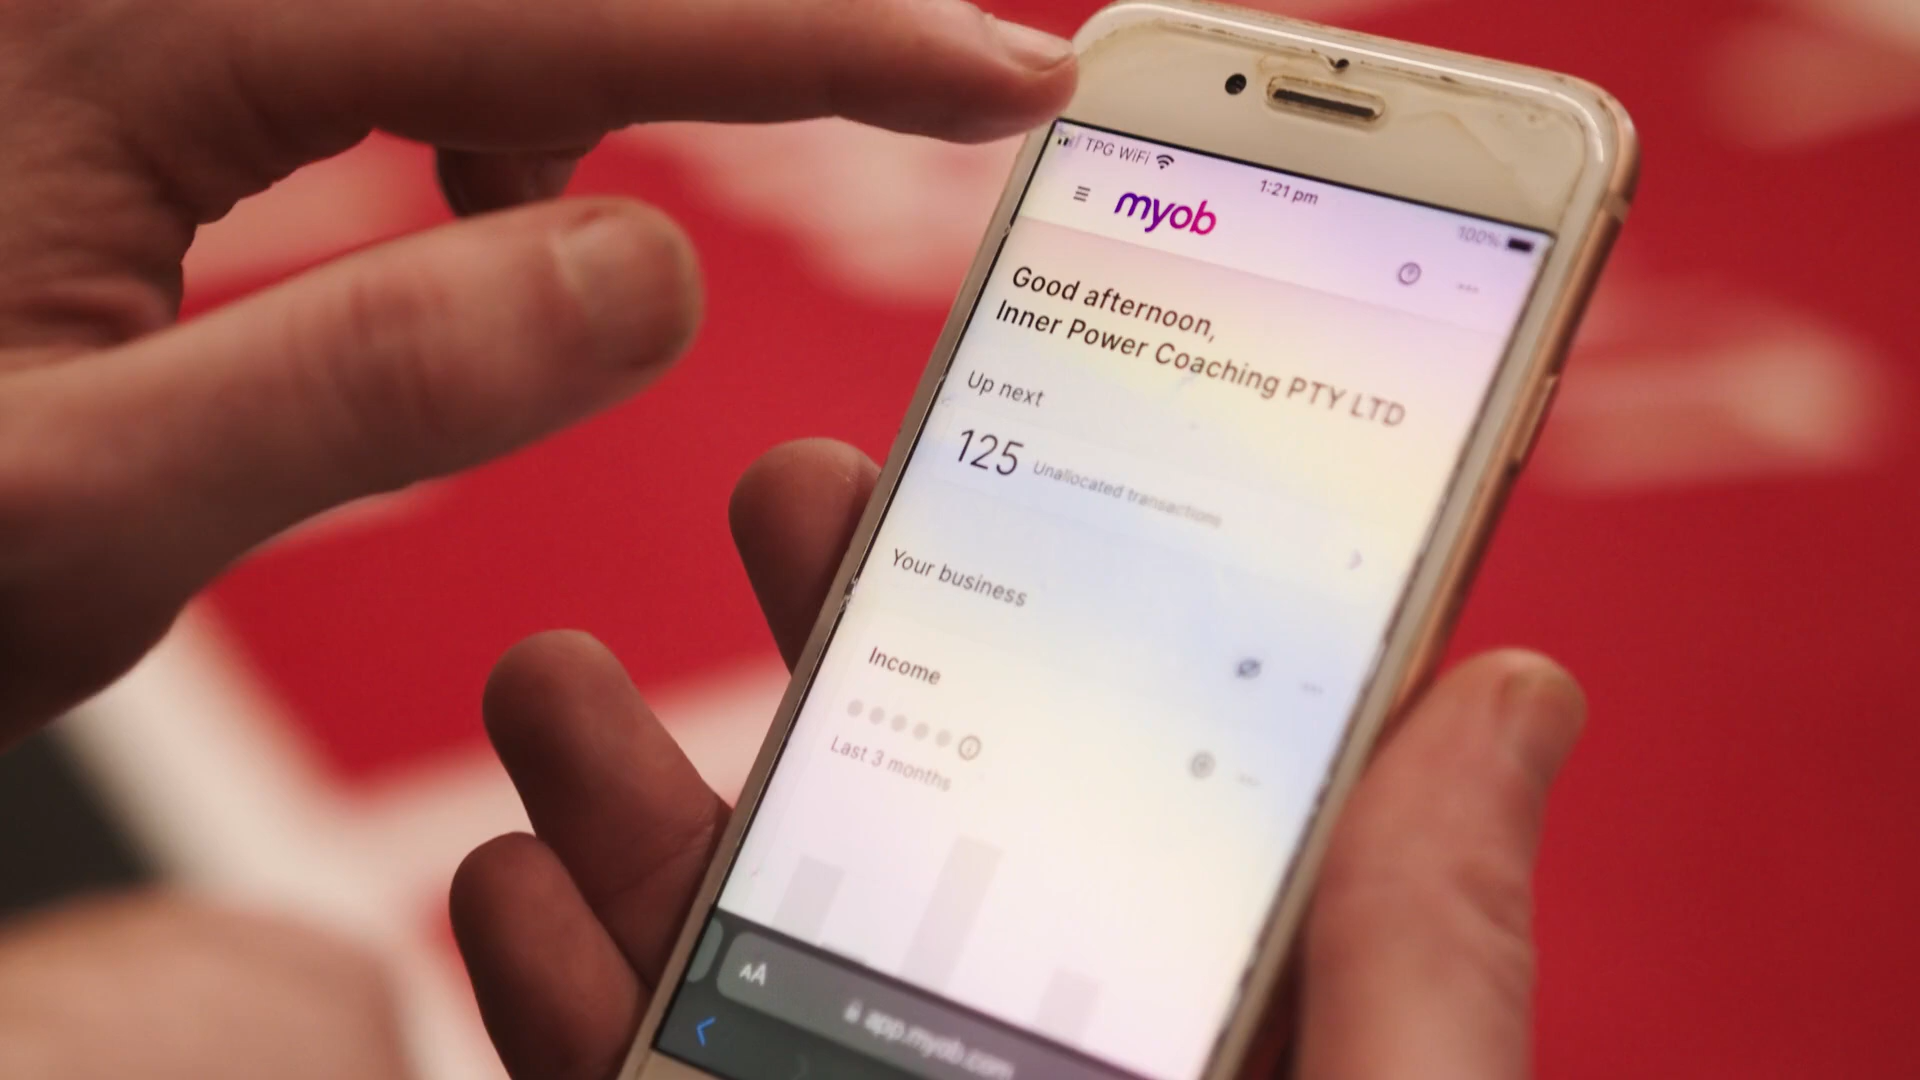 TPG WiFi
1:21 pm
100%
myob
Good afternoon,
Inner Power Coaching PTY LTD
Up next
125 Unallocated transactions
Your business
Income
Last 3 months
AA
app.myob.com